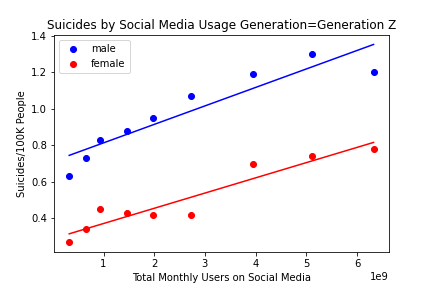 Suicides by Social Media Usage Generation=Generation Z
male
female
Suicides/100K People
1.4
1.2
1.0
0.8
0.6
0.4
1 2 3 4 5 6
1e9
Total Monthly Users on Social Media